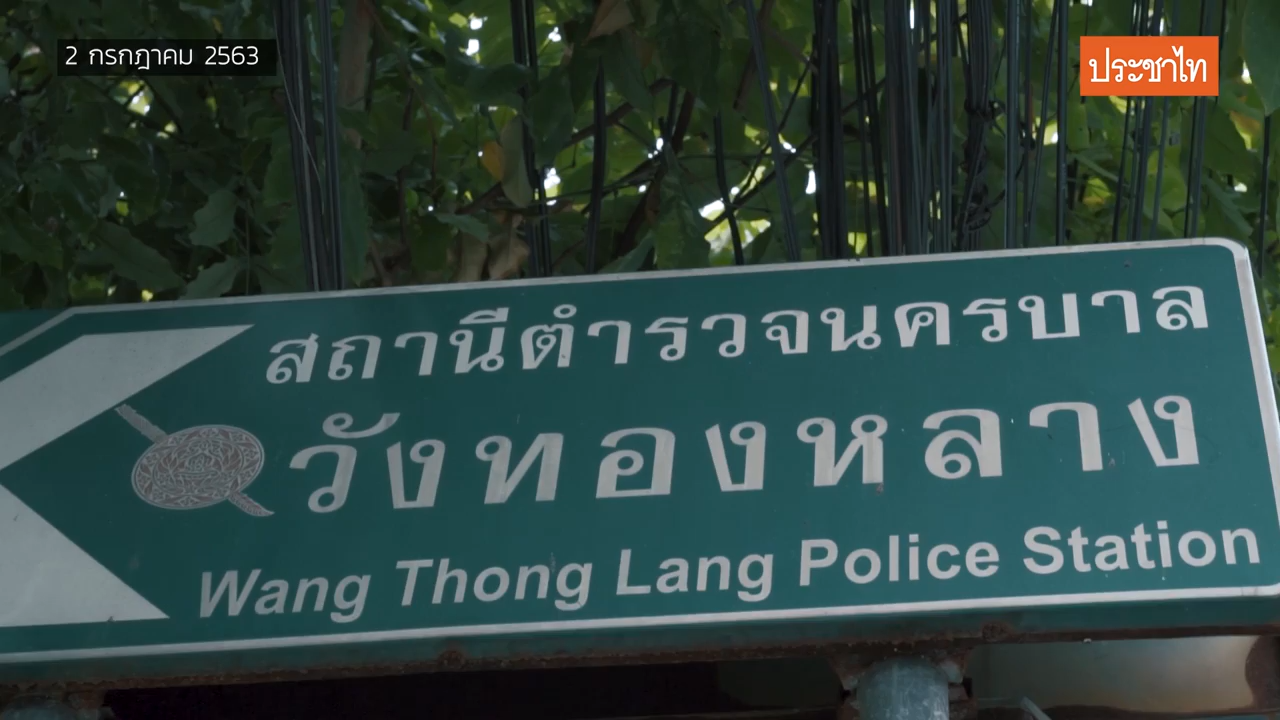 2 กรกฎาคม 2563
ประชาไท
สถานีตำรวจนครบาล
วังทองหลาง
Wang Thong Lang Police Station